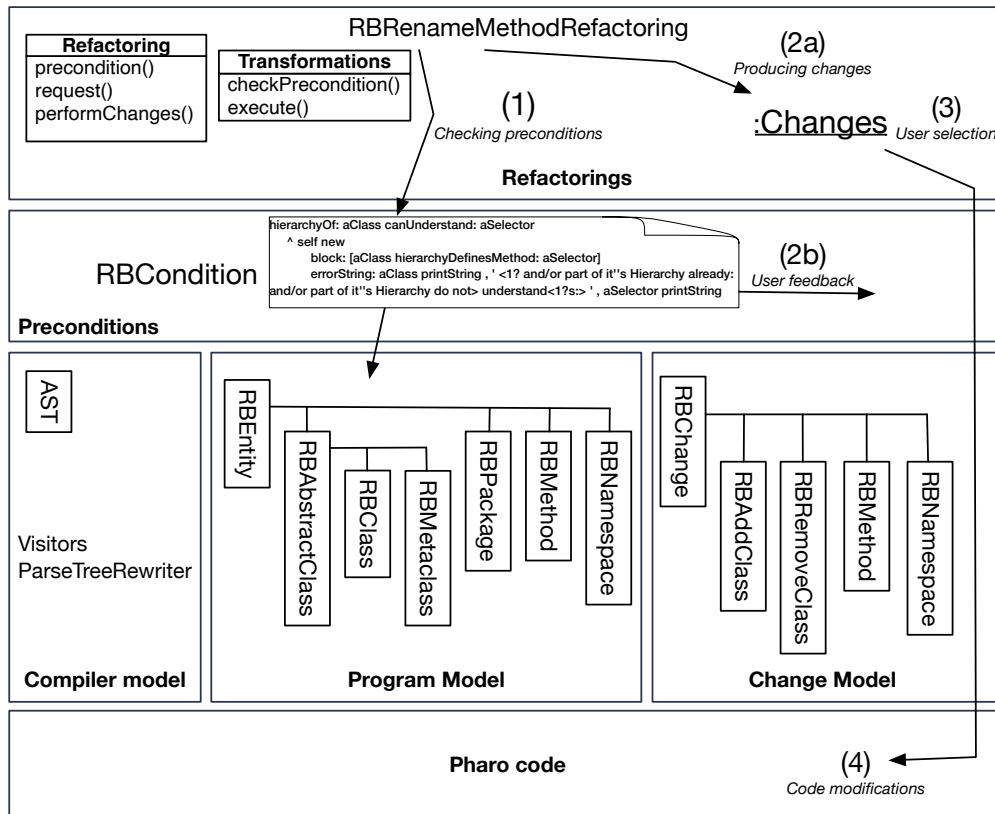 RBRenameMethodRefactoring
Refactoring
precondition()
request()
performChanges()
Transformations
checkPrecondition()
execute()
(1)
Checking preconditions
(2a)
Producing changes
:Changes
(3)
User selection
Refactorings
RBCondition
hierarchyOf: aClass canUnderstand: aSelector
^ self new
block: [aClass hierarchyDefinesMethod: aSelector]
errorString: aClass printString , ' <1? and/or part of it''s Hierarchy already:
and/or part of it''s Hierarchy do not> understand<1?s:> ' , aSelector printString
(2b)
User feedback
Preconditions
AST
Visitors
ParseTreeRewriter
Compiler model
RBEntity
RBAbstractClass
RBClass
RBMetaclass
RBPackage
RBMethod
RBNamespace
Program Model
RBChange
RBAddClass
RBRemoveClass
RBMethod
RBNamespace
Change Model
Pharo code
(4)
Code modifications